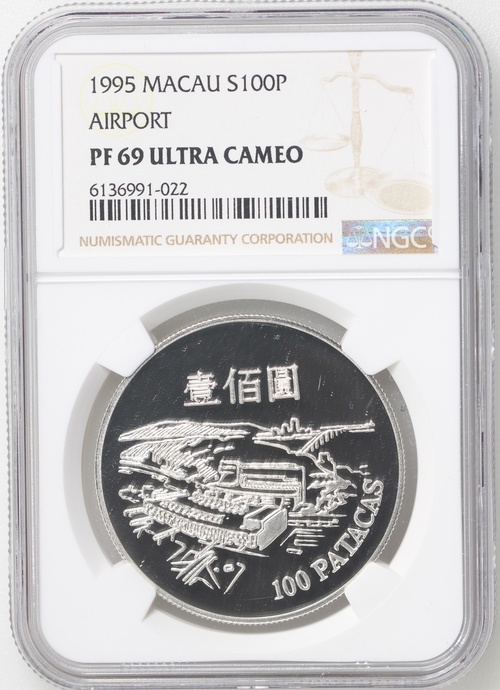 1995 MACAU S100P
AIRPORT
PF 69 ULTRA CAMEO
6136991-022
NUMISMATIC GUARANTY CORPORATION
NGC
壹佰圓
100 PATACAS